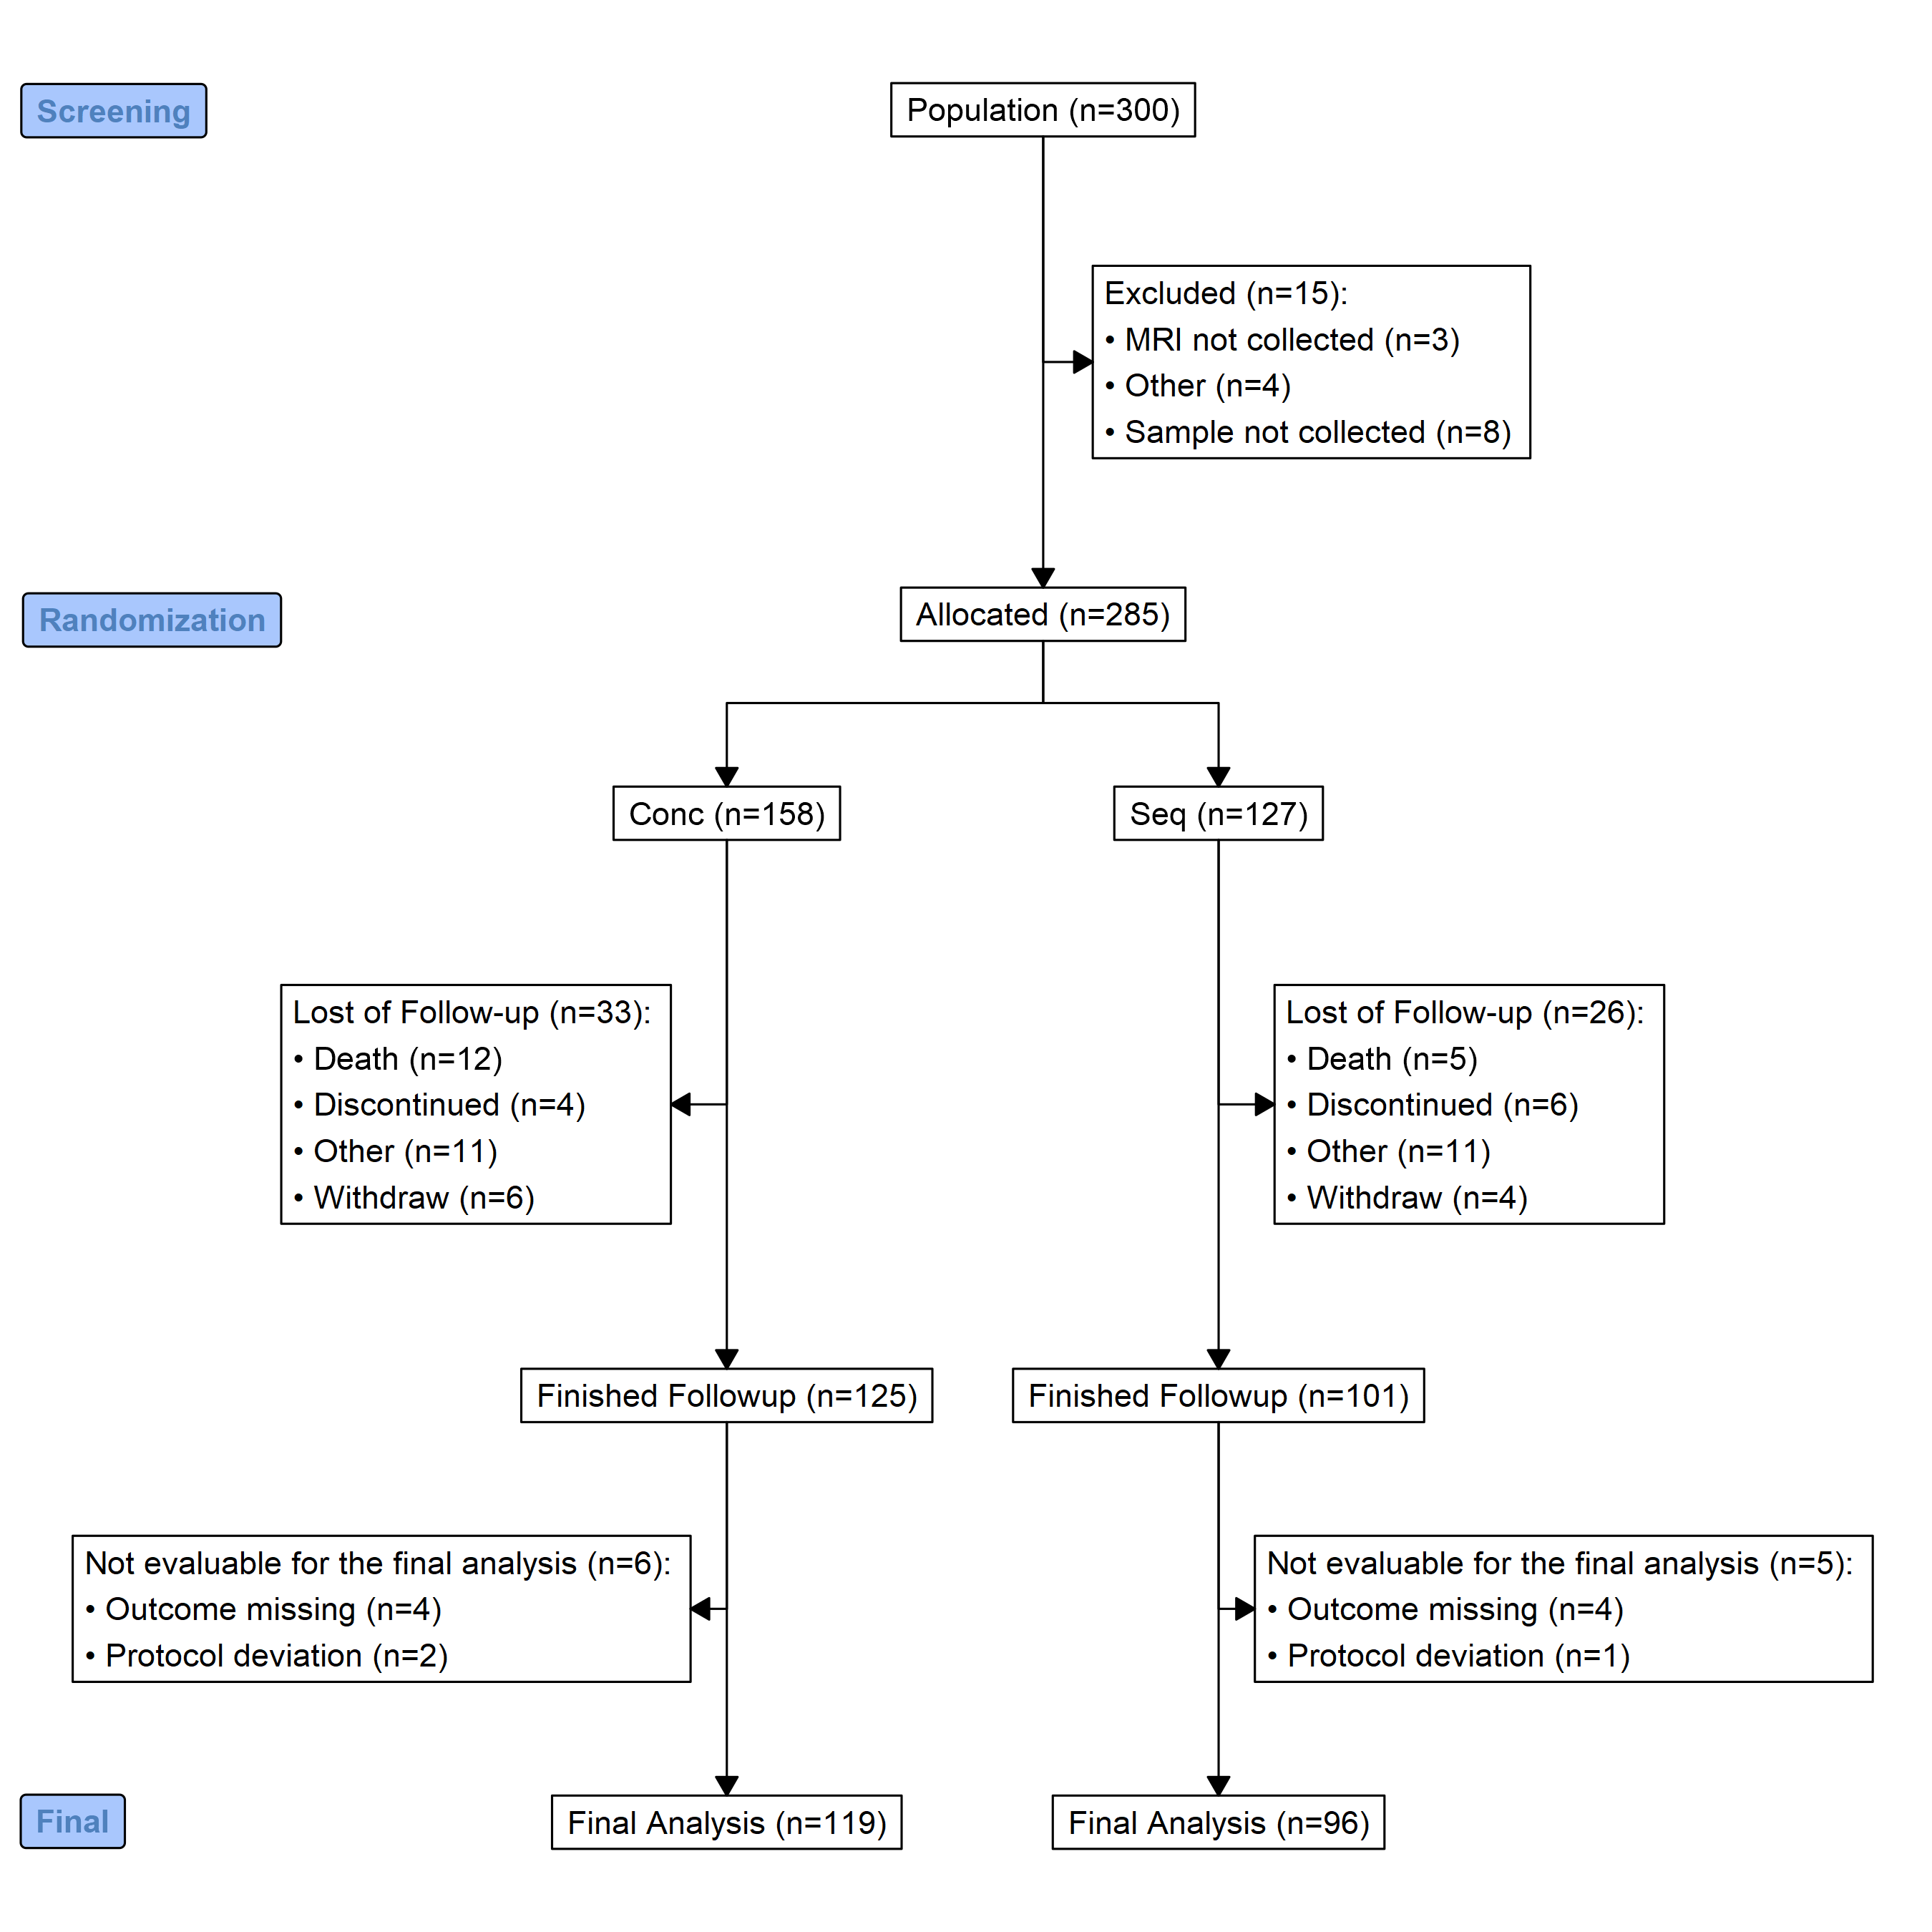 Screening
Population (n=300)
Excluded (n=15):
• MRI not collected (n=3)
• Other (n=4)
• Sample not collected (n=8)
Randomization
Allocated (n=285)
Conc (n=158)
Seq (n=127)
Lost of Follow-up (n=33):
• Death (n=12)
• Discontinued (n=4)
• Other (n=11)
• Withdraw (n=6)
Lost of Follow-up (n=26):
• Death (n=5)
• Discontinued (n=6)
• Other (n=11)
• Withdraw (n=4)
Finished Followup (n=125)
Finished Followup (n=101)
Not evaluable for the final analysis (n=6):
• Outcome missing (n=4)
• Protocol deviation (n=2)
Not evaluable for the final analysis (n=5):
• Outcome missing (n=4)
• Protocol deviation (n=1)
Final
Final Analysis (n=119)
Final Analysis (n=96)